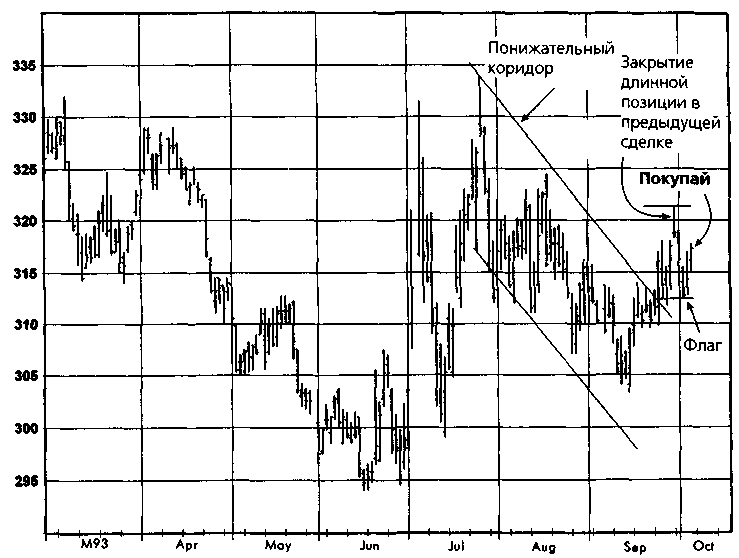 Понижательный
коридор
Закрытие
длинной
позиции в
предыдущей
сделке
Покупай
Флаг
335
330
325
320
315
310
305
300
295
M93 Apr May Jun Jul Aug Sep Oct